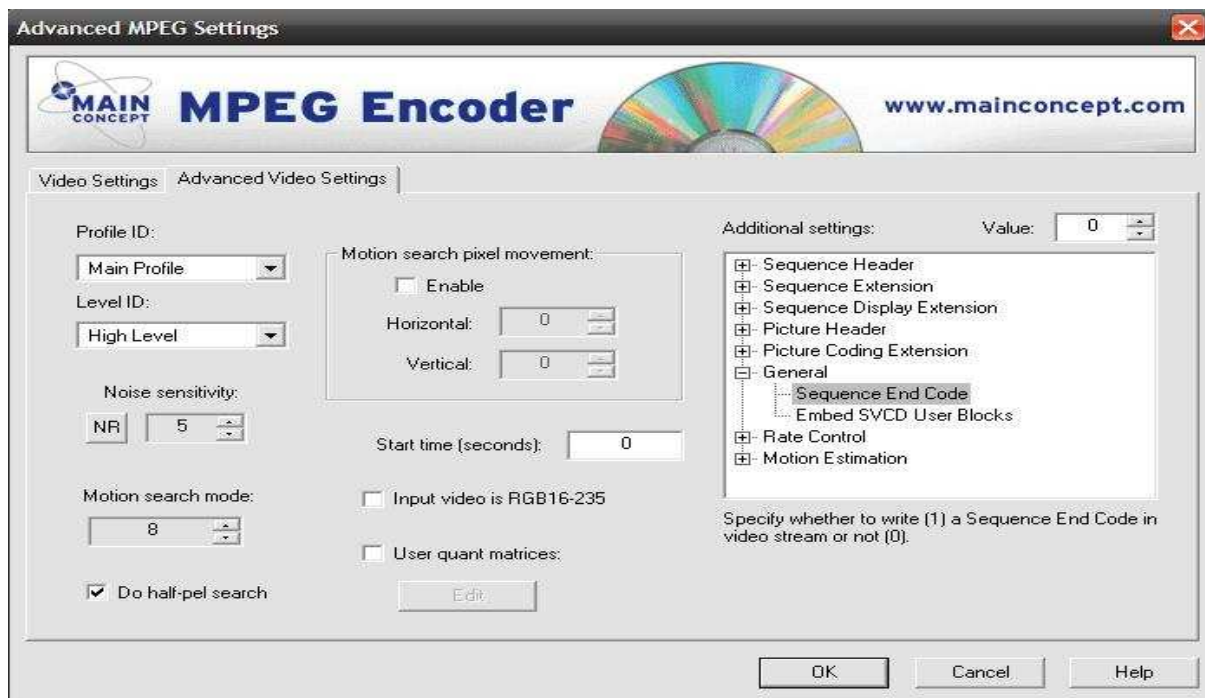 Advanced MPEG Settings
MAIN CONCEPT
MPEG Encoder
www.mainconcept.com
Video Settings
Advanced Video Settings
Profile ID:
Main Profile
Level ID:
High Level
Noise sensitivity:
NR
5
Motion search mode:
8
Do half-pel search
Motion search pixel movement:
Enable
Horizontal: 0
Vertical: 0
Start time (seconds): 0
Input video is RGB16-235
User quant matrices:
Edit
Additional settings:
Value: 0
Sequence Header
Sequence Extension
Sequence Display Extension
Picture Header
Picture Coding Extension
General
Sequence End Code
Embed SVCD User Blocks
Rate Control
Motion Estimation
Specify whether to write (1) a Sequence End Code in
video stream or not (0).
OK
Cancel
Help